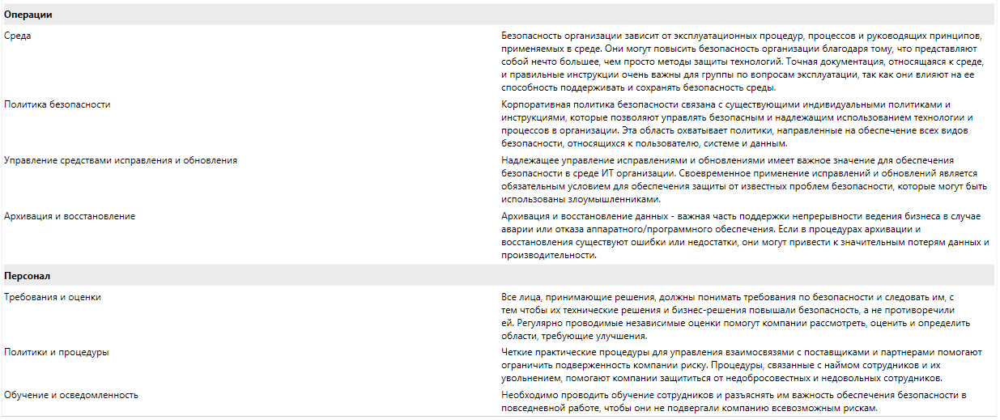 Операции
Среда
Безопасность организации зависит от эксплуатационных процедур, процессов и руководящих принципов,
применяемых в среде. Они могут повысить безопасность организации благодаря тому, что представляют
собой нечто большее, чем просто методы защиты технологий. Точная документация, относящаяся к среде,
и правильные инструкции очень важны для группы по вопросам эксплуатации, так как они влияют на ее
способность поддерживать и сохранять безопасность среды.
Политика безопасности
Корпоративная политика безопасности связана с существующими индивидуальными политиками и
инструкциями, которые позволяют управлять безопасным и надлежащим использованием технологии и
процессов в организации. Эта область охватывает политики, направленные на обеспечение всех видов
безопасности, относящихся к пользователю, системе и данным.
Управление средствами исправления и обновления
Надлежащее управление исправлениями и обновлениями имеет важное значение для обеспечения
безопасности в среде ИТ организации. Своевременное применение исправлений и обновлений является
обязательным условием для обеспечения защиты от известных проблем безопасности, которые могут быть
использованы злоумышленниками.
Архивация и восстановление
Архивация и восстановление данных - важная часть поддержки непрерывности ведения бизнеса в случае
аварии или отказа аппаратного/программного обеспечения. Если в процедурах архивации и
восстановления существуют ошибки или недостатки, они могут привести к значительным потерям данных и
производительности.
Персонал
Требования и оценки
Все лица, принимающие решения, должны понимать требования по безопасности и следовать им, с
тем чтобы их технические решения и бизнес-решения повышали безопасность, а не противоречили
ей. Регулярно проводимые независимые оценки помогут компании рассмотреть, оценить и определить
области, требующие улучшения.
Политики и процедуры
Четкие практические процедуры для управления взаимосвязями с поставщиками и партнерами помогают
ограничить подверженность компании риску. Процедуры, связанные с наймом сотрудников и их
увольнением, помогают компании защититься от недобросовестных и недовольных сотрудников.
Обучение и осведомленность
Необходимо проводить обучение сотрудников и разъяснять им важность обеспечения безопасности в
повседневной работе, чтобы они не подвергали компанию всевозможным рискам.